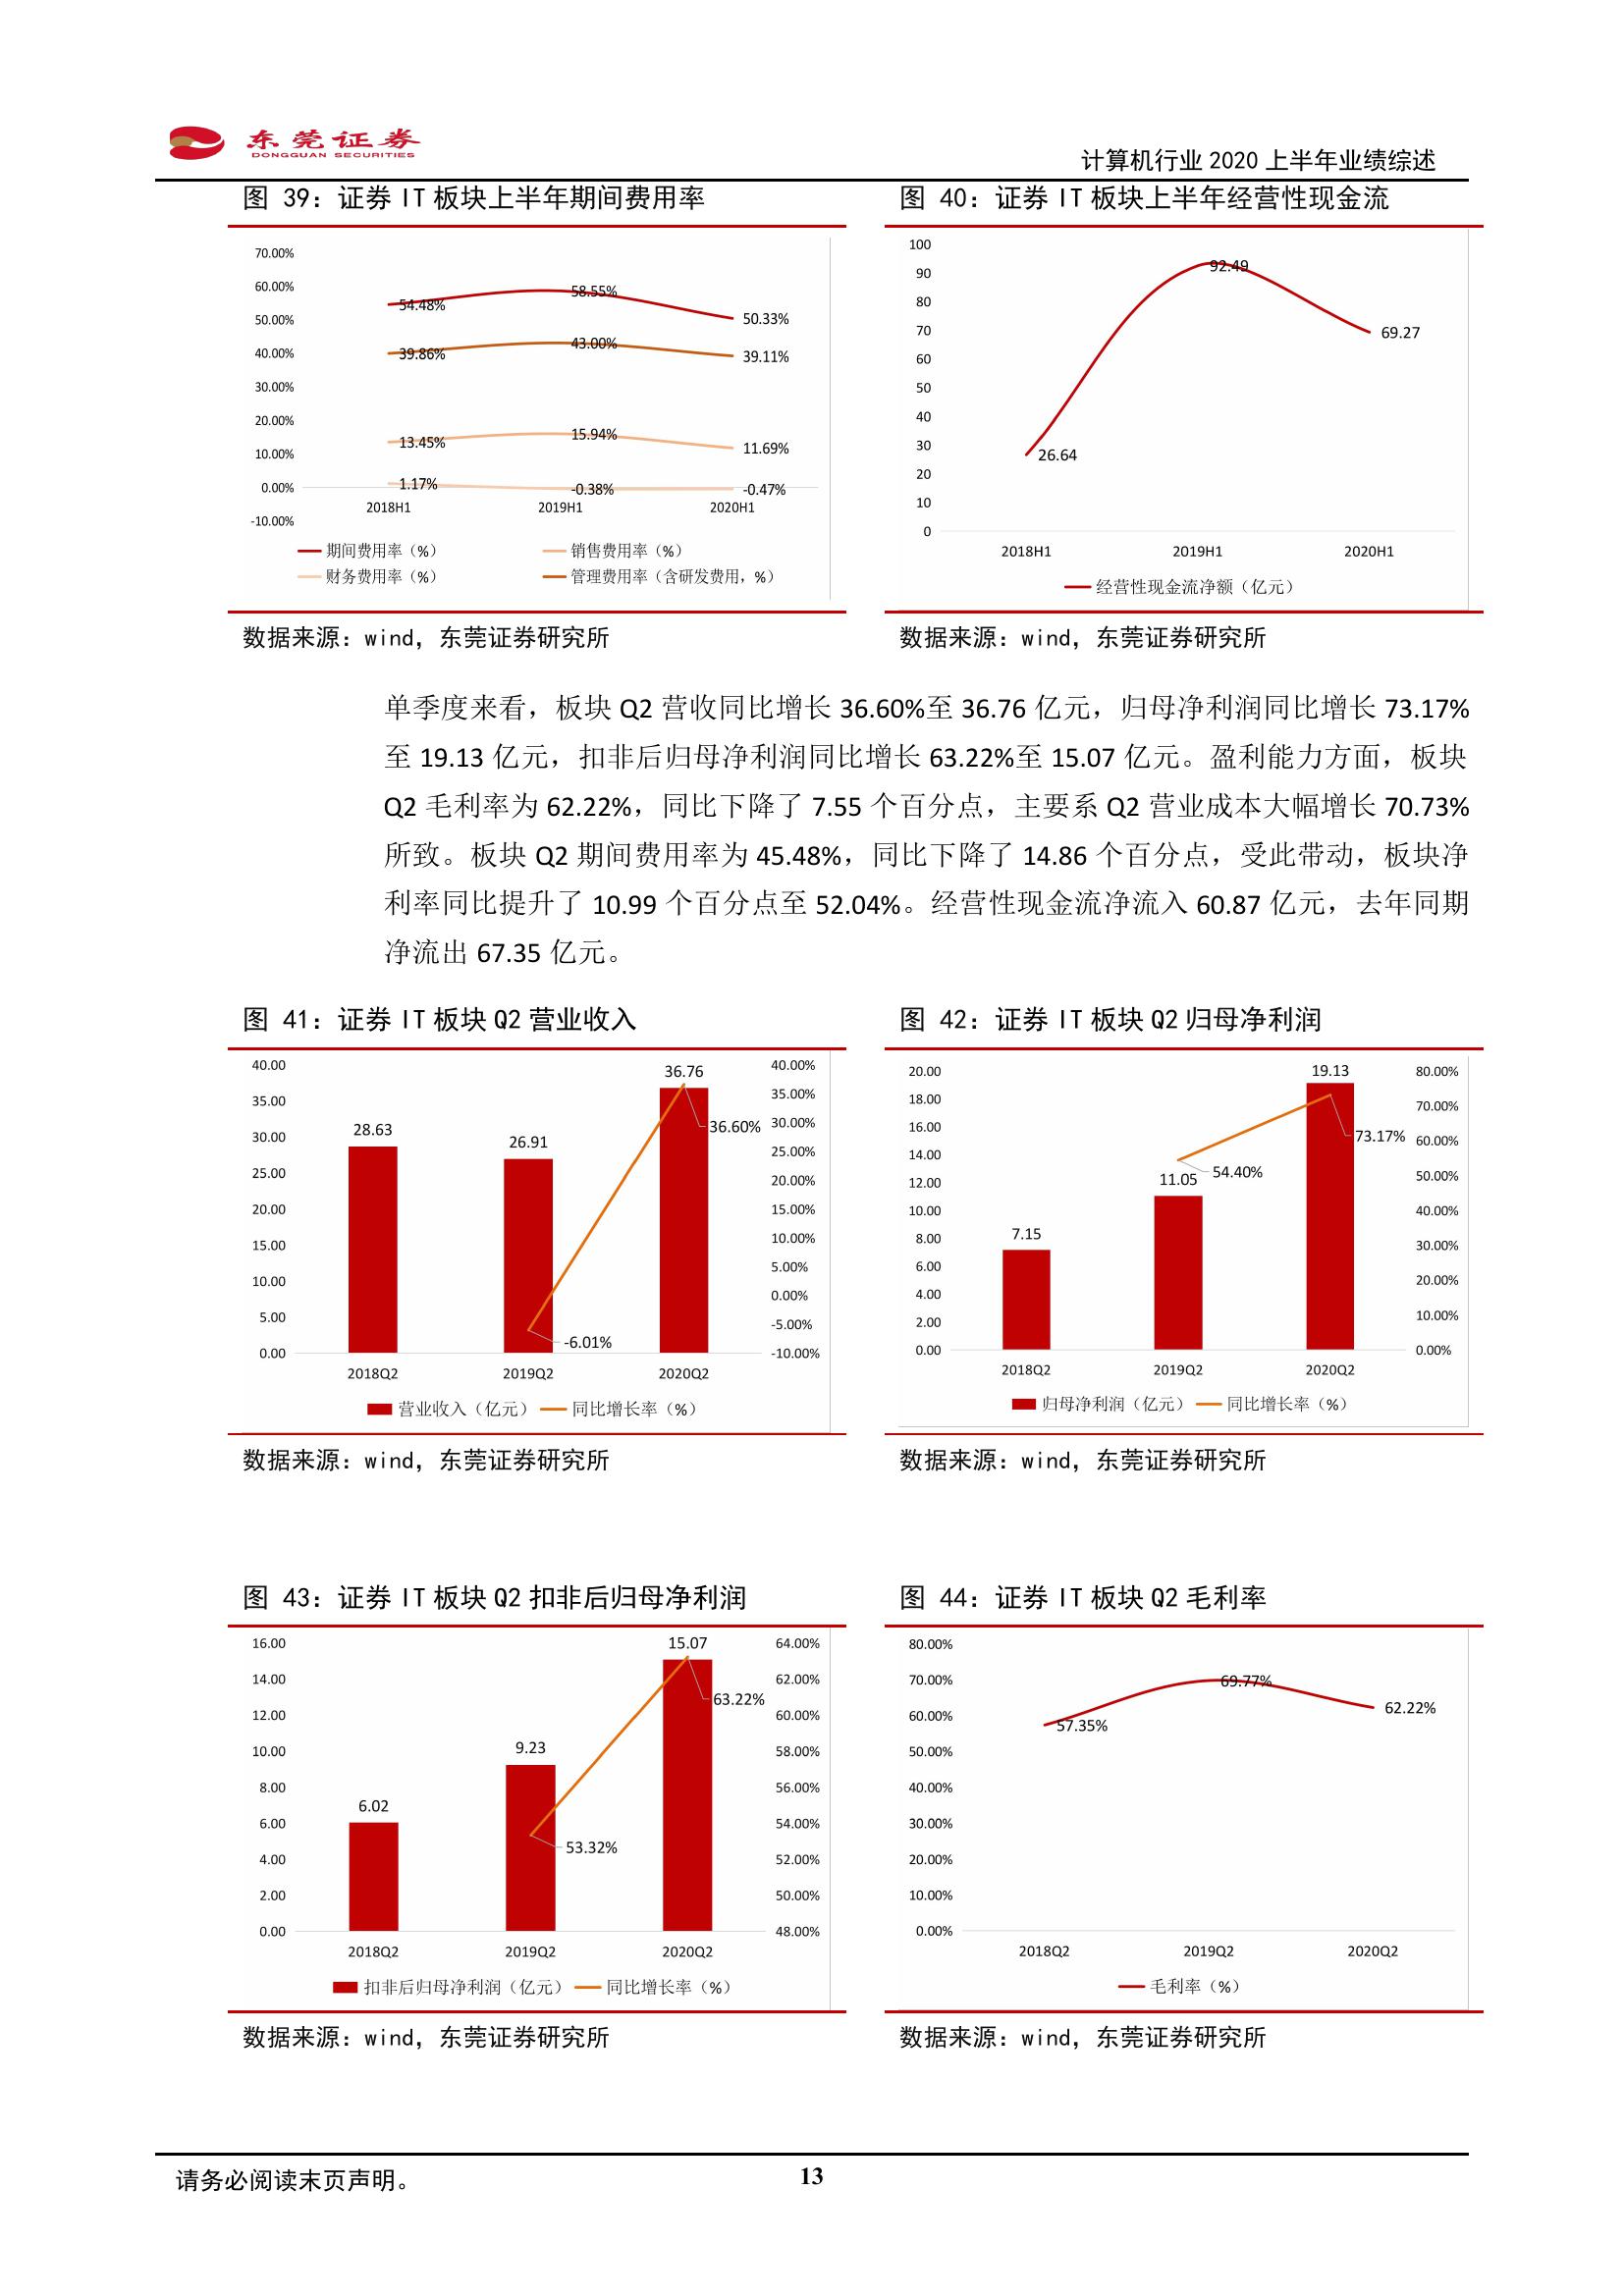 东莞证券
DONGGUAN SECURITIES
计算机行业 2020 上半年业绩综述
图 39：证券 IT 板块上半年期间费用率
70.00%
60.00%
50.00%
40.00%
30.00%
20.00%
10.00%
0.00%
-10.00%
54.48%
58.55%
50.33%
39.86%
43.00%
39.11%
13.45%
15.94%
11.69%
1.17%
-0.38%
-0.47%
2018H1
2019H1
2020H1
期间费用率（%）
销售费用率（%）
财务费用率（%）
管理费用率（含研发费用，%）
数据来源：wind，东莞证券研究所
图 40：证券 IT 板块上半年经营性现金流
100
90
80
70
60
50
40
30
20
10
0
26.64
92.49
69.27
2018H1
2019H1
2020H1
经营性现金流净额（亿元）
数据来源：wind，东莞证券研究所
单季度来看，板块 Q2 营收同比增长 36.60%至 36.76 亿元，归母净利润同比增长 73.17%
至 19.13 亿元，扣非后归母净利润同比增长 63.22%至 15.07 亿元。盈利能力方面，板块
Q2 毛利率为 62.22%，同比下降了 7.55 个百分点，主要系 Q2 营业成本大幅增长 70.73%
所致。板块 Q2 期间费用率为 45.48%，同比下降了 14.86 个百分点，受此带动，板块净
利率同比提升了 10.99 个百分点至 52.04%。经营性现金流净流入 60.87 亿元，去年同期
净流出 67.35 亿元。
图 41：证券 IT 板块 Q2 营业收入
40.00
35.00
30.00
25.00
20.00
15.00
10.00
5.00
0.00
28.63
26.91
36.76
-6.01%
36.60%
40.00%
35.00%
30.00%
25.00%
20.00%
15.00%
10.00%
5.00%
0.00%
-5.00%
-10.00%
2018Q2
2019Q2
2020Q2
营业收入（亿元）
同比增长率（%）
数据来源：wind，东莞证券研究所
图 42：证券 IT 板块 Q2 归母净利润
20.00
18.00
16.00
14.00
12.00
10.00
8.00
6.00
4.00
2.00
0.00
7.15
11.05
19.13
54.40%
73.17%
80.00%
70.00%
60.00%
50.00%
40.00%
30.00%
20.00%
10.00%
0.00%
2018Q2
2019Q2
2020Q2
归母净利润（亿元）
同比增长率（%）
数据来源：wind，东莞证券研究所
图 43：证券 IT 板块 Q2 扣非后归母净利润
16.00
14.00
12.00
10.00
8.00
6.00
4.00
2.00
0.00
6.02
9.23
15.07
53.32%
63.22%
64.00%
62.00%
60.00%
58.00%
56.00%
54.00%
52.00%
50.00%
48.00%
2018Q2
2019Q2
2020Q2
扣非后归母净利润（亿元）
同比增长率（%）
数据来源：wind，东莞证券研究所
图 44：证券 IT 板块 Q2 毛利率
80.00%
70.00%
60.00%
50.00%
40.00%
30.00%
20.00%
10.00%
0.00%
57.35%
69.77%
62.22%
2018Q2
2019Q2
2020Q2
毛利率（%）
数据来源：wind，东莞证券研究所
请务必阅读末页声明。
13